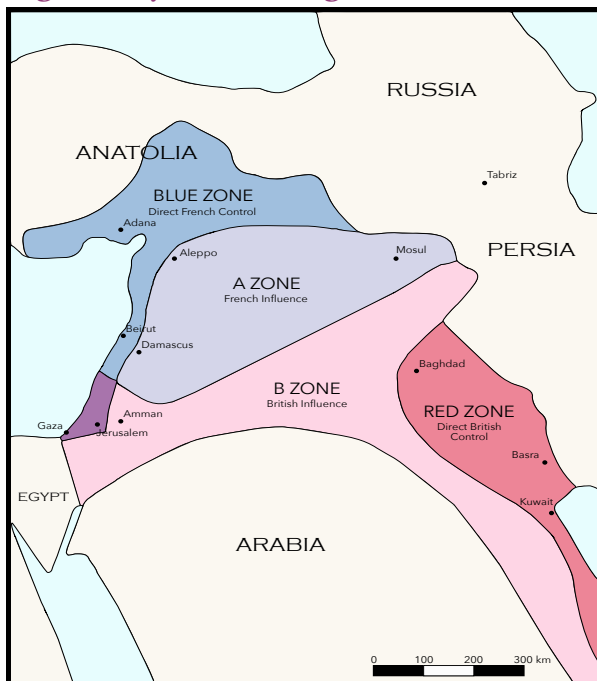 RUSSIA
ANATOLIA
Tabriz
BLUE ZONE
Direct French Control
Adana
Aleppo
Mosul
PERSIA
A ZONE
French Influence
Beirut
Damascus
Baghdad
B ZONE
British Influence
RED ZONE
Direct British
Control
Amman
Gaza
Jerusalem
Basra
EGYPT
Kuwait
ARABIA
0 100 200 300 km